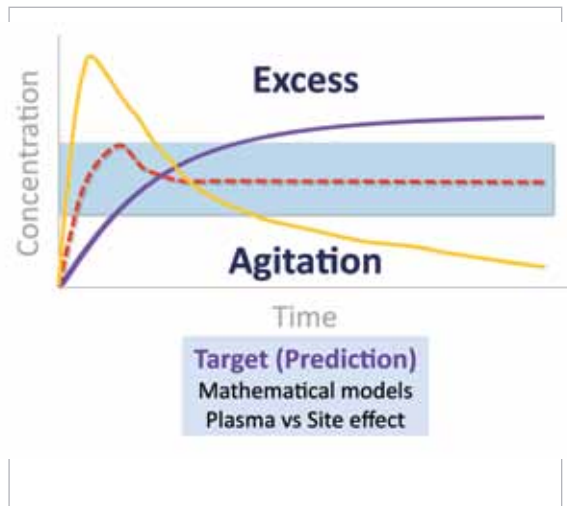 Excess
Concentration
Agitation
Time
Target (Prediction)
Mathematical models
Plasma vs Site effect